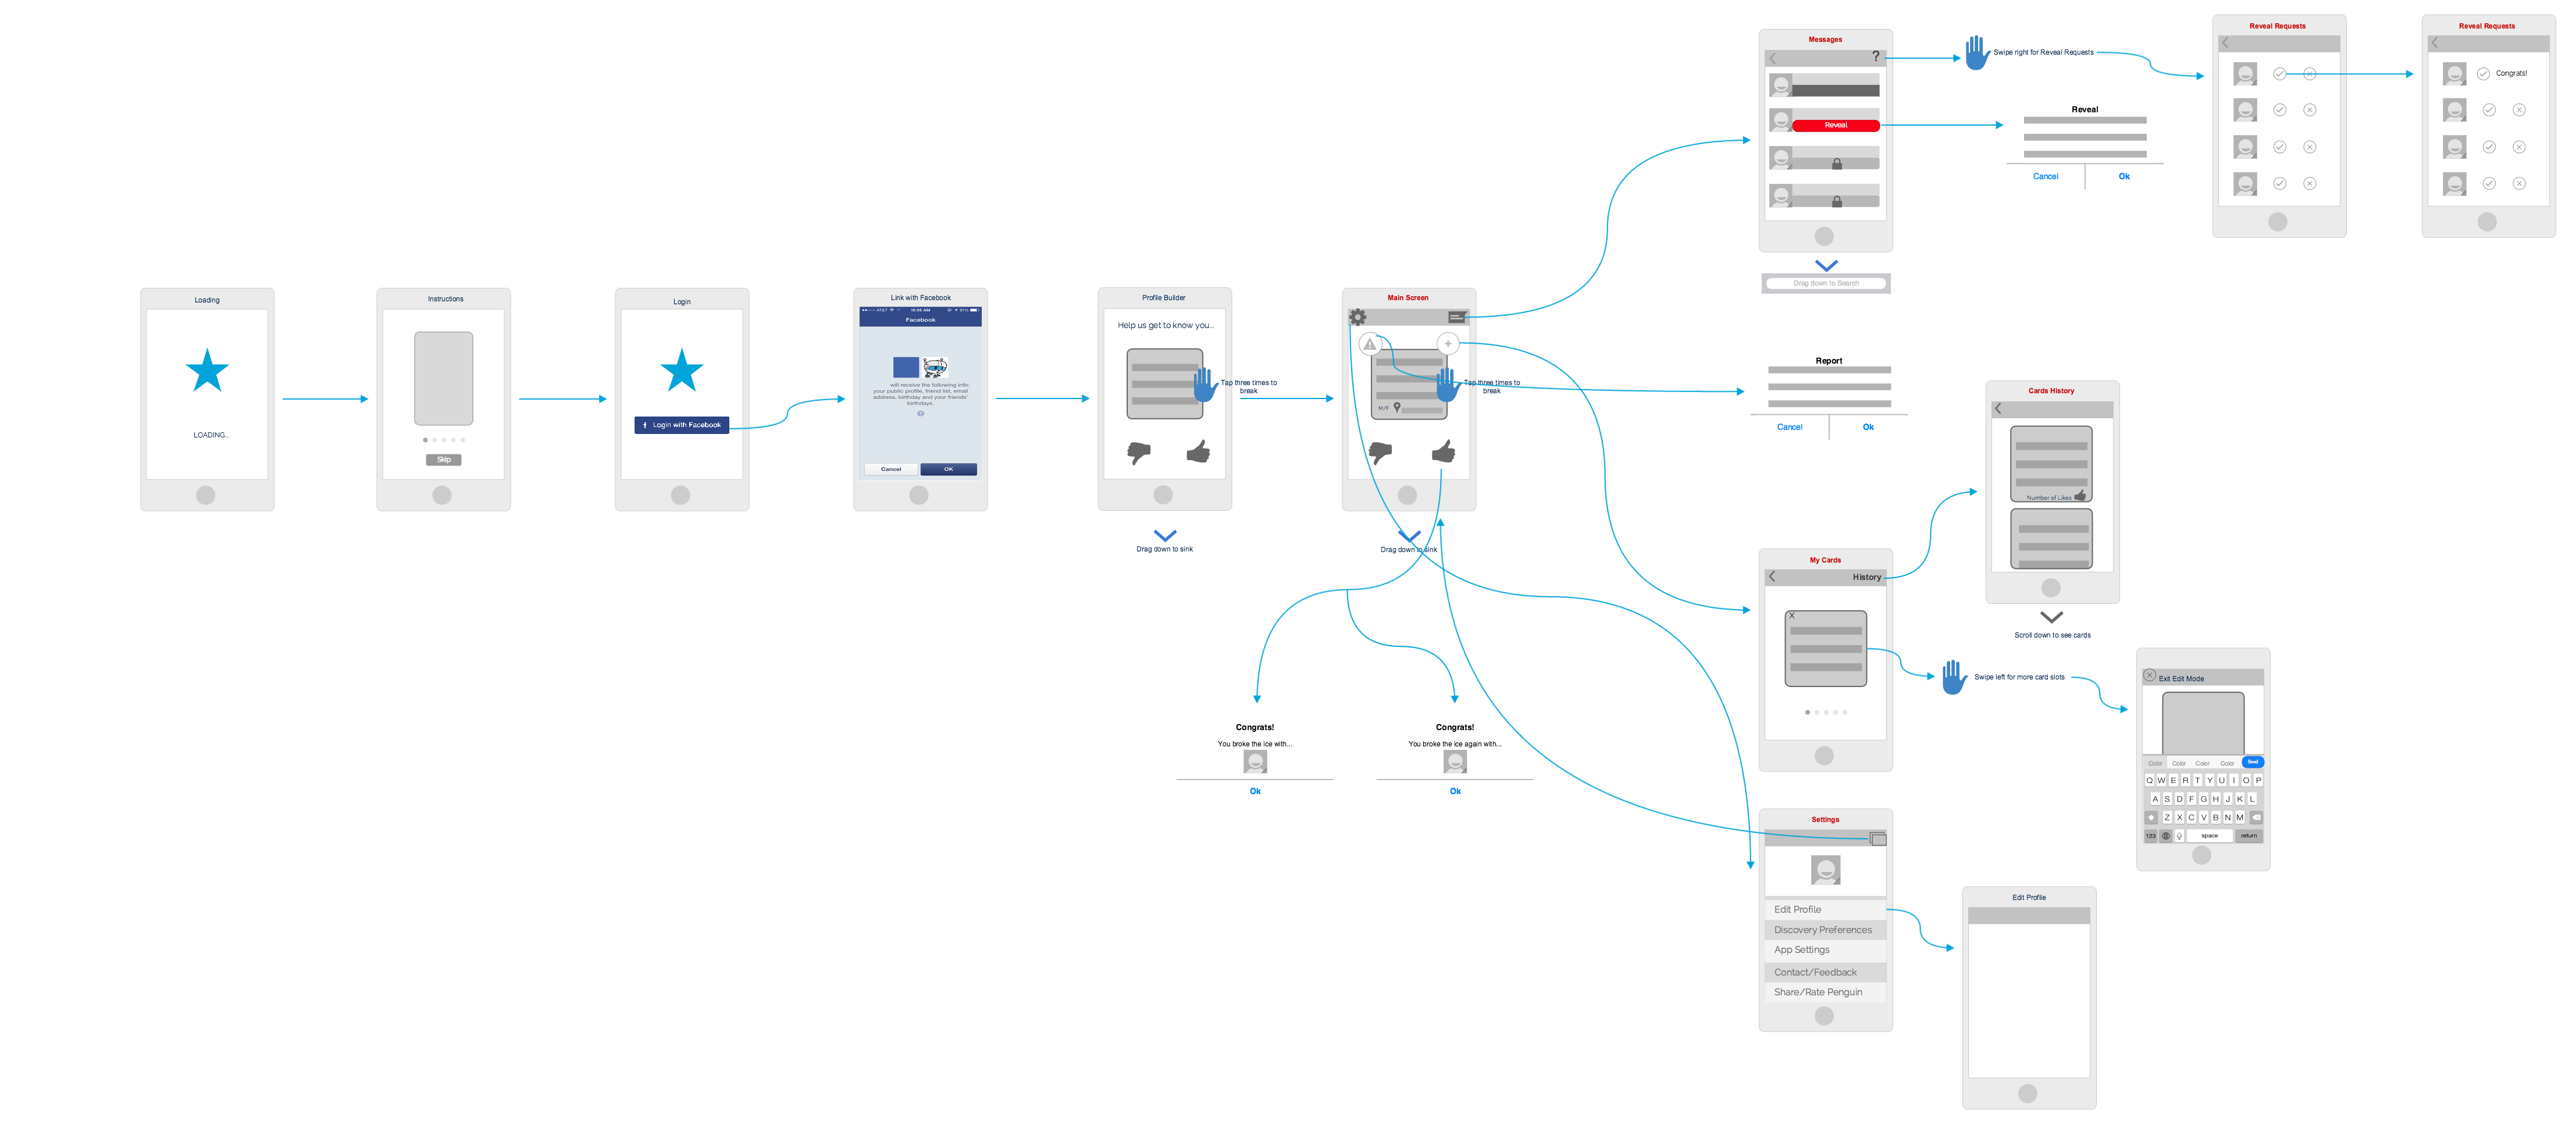 Loading
LOADING...
Instructions
Skip
Login
Login with Facebook
Link with Facebook
AT&T
Facebook
will receive the following info:
your public profile, friend list, email
address, birthday and your friends'
birthdays.
Cancel
OK
Profile Builder
Help us get to know you...
Tap three times to
break
Drag down to sink
Main Screen
M/F
Tap three times to
break
Drag down to sink
Congrats!
You broke the ice with...
Ok
Congrats!
You broke the ice again with...
Ok
Messages
?
Reveal
Drag down to Search
Swipe right for Reveal Requests
Reveal
Cancel
Ok
Reveal Requests
Reveal Requests
Congrats!
Report
Cancel
Ok
Cards History
Number of Likes
Scroll down to see cards
My Cards
History
X
Swipe left for more card slots
Exit Edit Mode
Color Color Color Color Send
Q W E R T Y U I O P
A S D F G H J K L
Z X C V B N M
123 space return
Settings
Edit Profile
Discovery Preferences
App Settings
Contact/Feedback
Share/Rate Penguin
Edit Profile